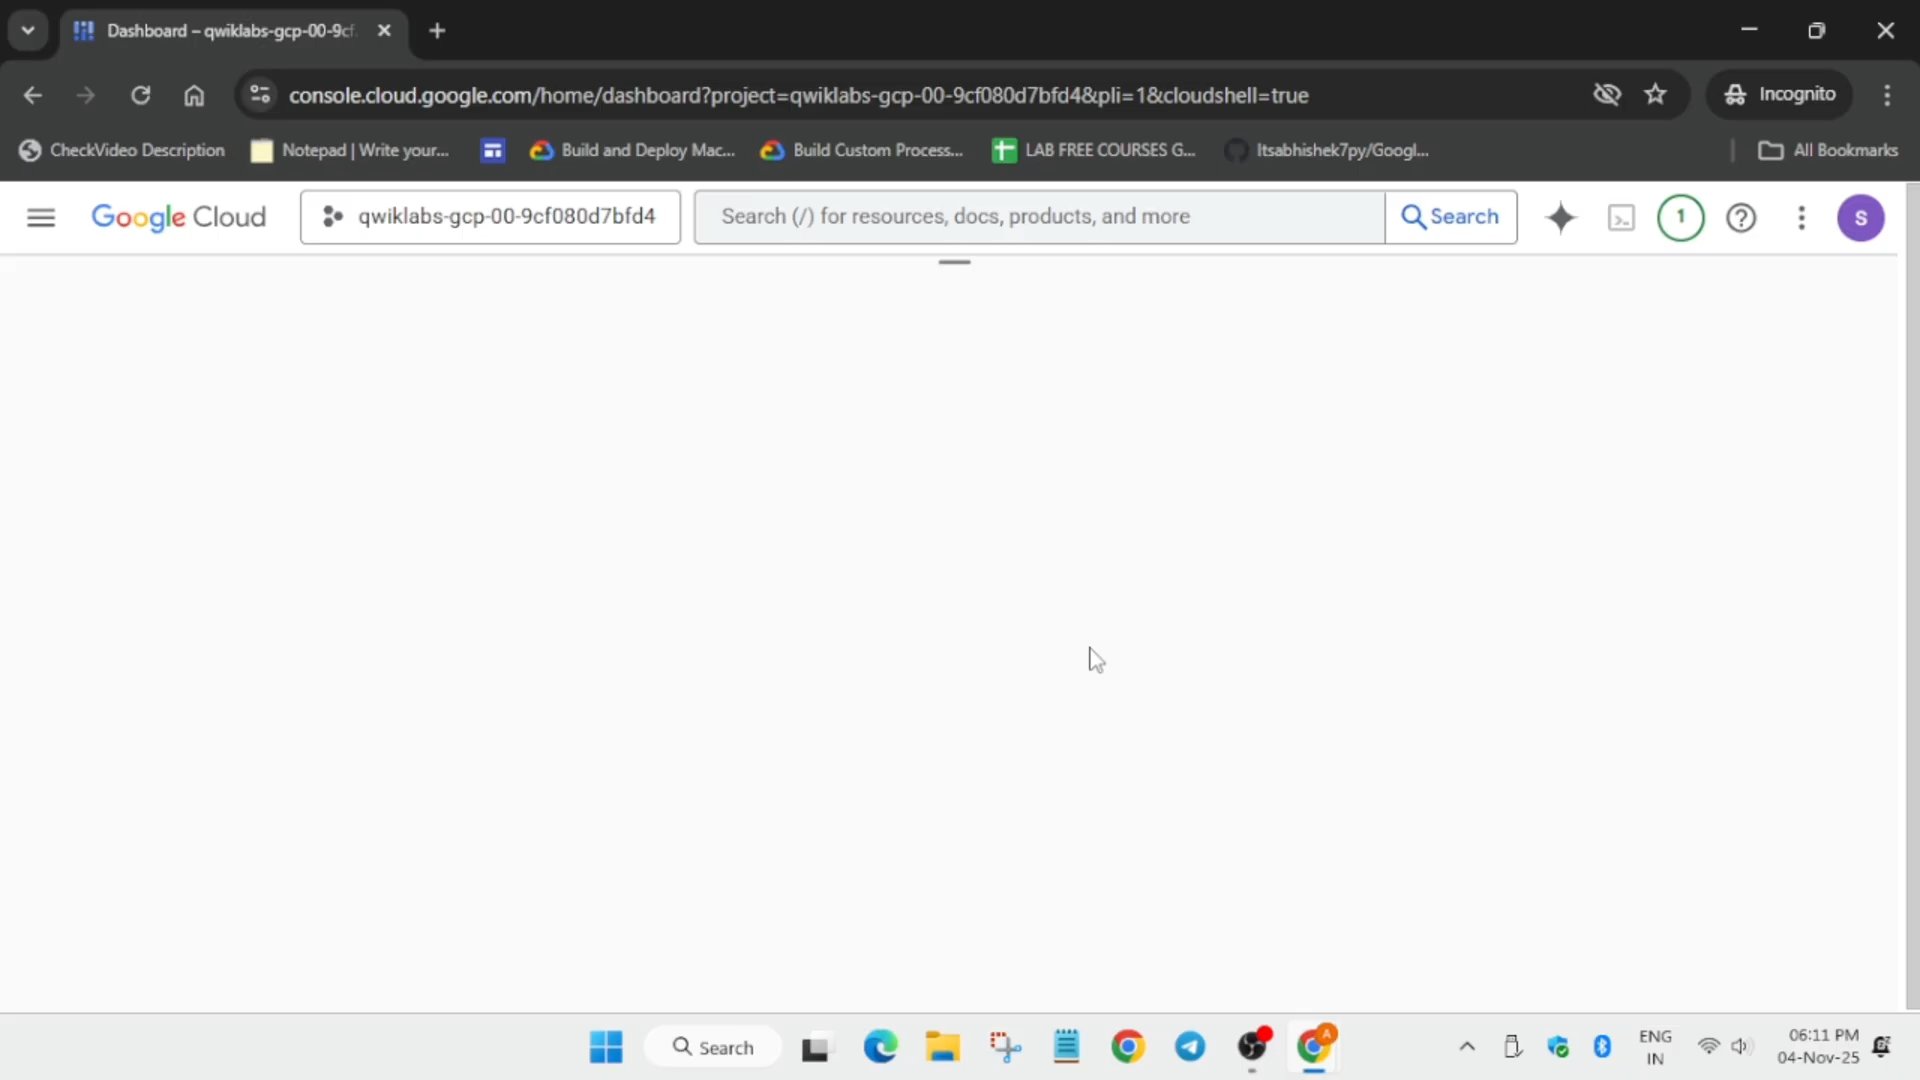 Dashboard – qwiklabs-gcp-00-9cf
console.cloud.google.com/home/dashboard?project=qwiklabs-gcp-00-9cf080d7bfd4&pli=1&cloudshell=true
Incognito
CheckVideo Description
Notepad | Write your...
Build and Deploy Mac...
Build Custom Process...
LAB FREE COURSES G...
Itsabhishek7py/Googl...
All Bookmarks
Google Cloud
qwiklabs-gcp-00-9cf080d7bfd4
Search (/) for resources, docs, products, and more
Search
1
S
Search
A
ENG
IN
06:11 PM
04-Nov-25